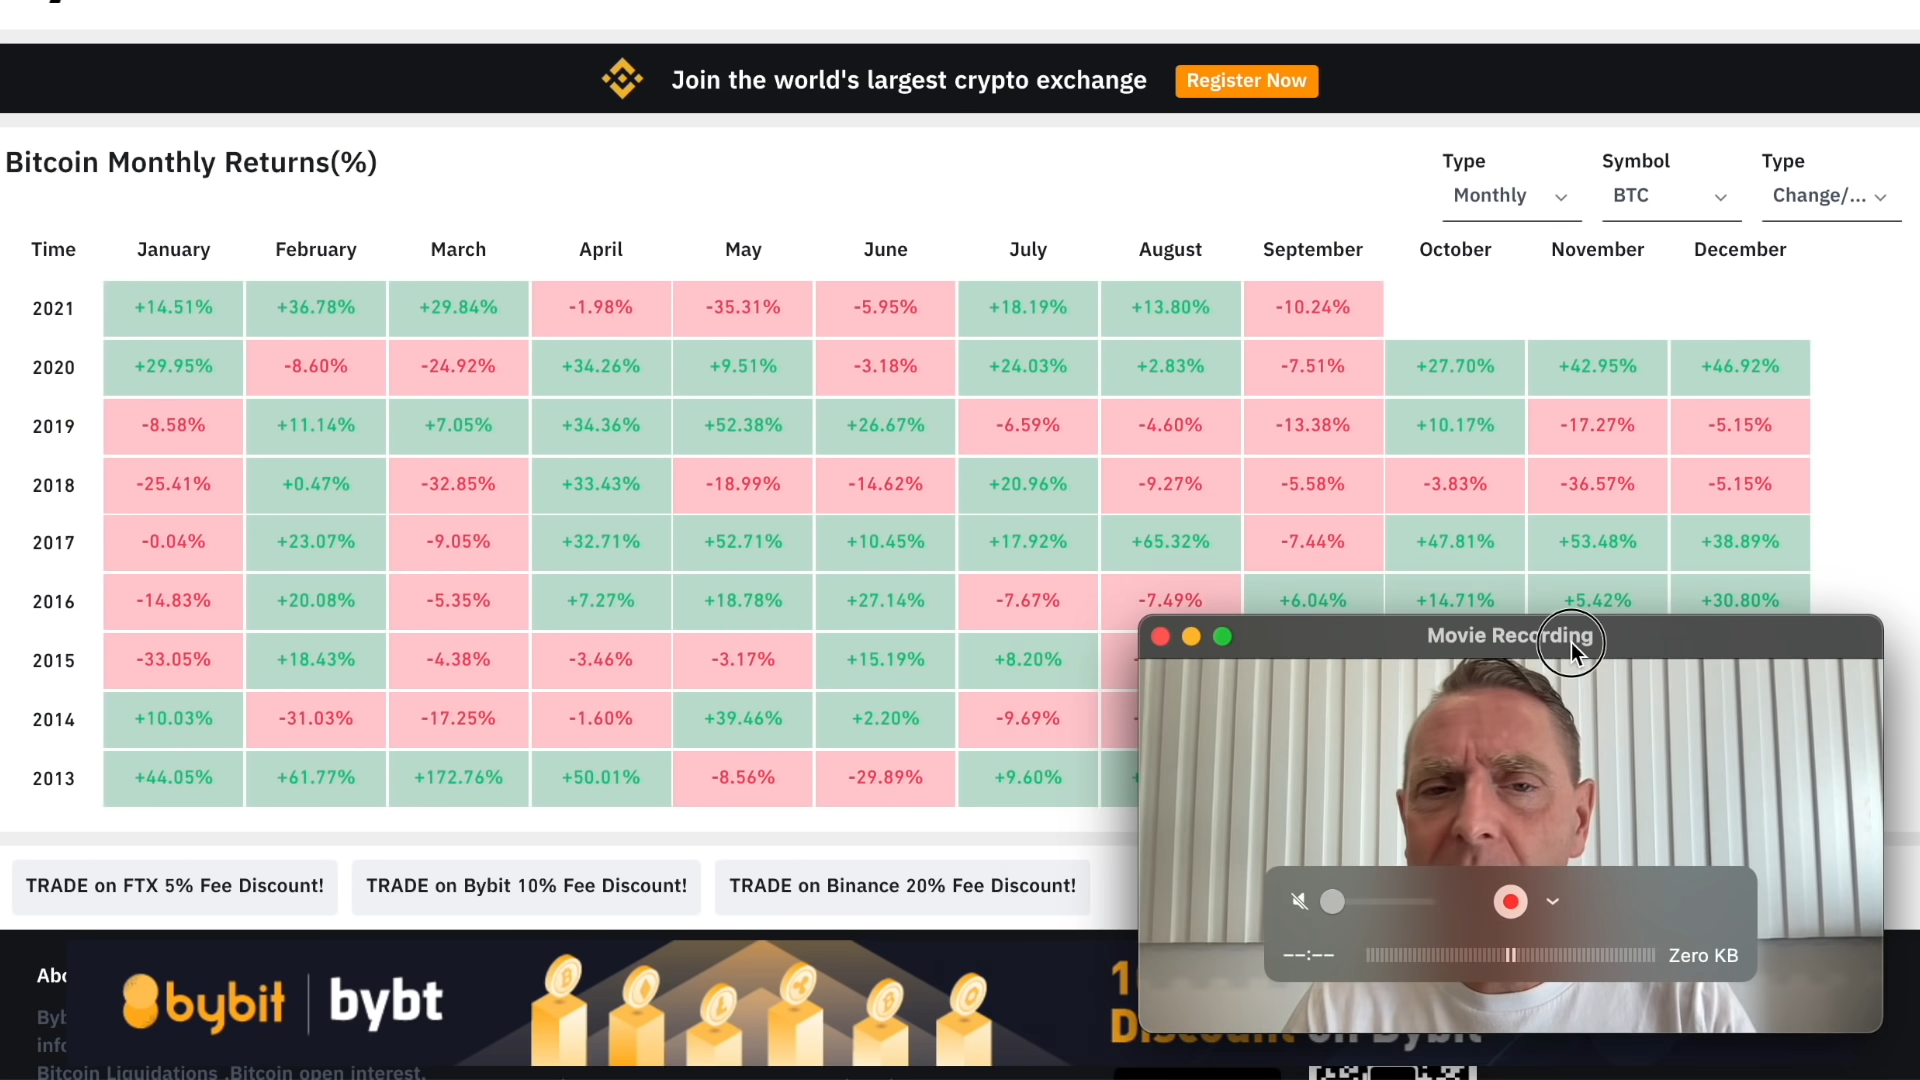 Join the world's largest crypto exchange Register Now
Bitcoin Monthly Returns(%)
Type Symbol Type
Monthly BTC Change/...
Time January February March April May June July August September October November December
2021 +14.51% +36.78% +29.84% -1.98% -35.31% -5.95% +18.19% +13.80% -10.24%
2020 +29.95% -8.60% -24.92% +34.26% +9.51% -3.18% +24.03% +2.83% -7.51% +27.70% +42.95% +46.92%
2019 -8.58% +11.14% +7.05% +34.36% +52.38% +26.67% -6.59% -4.60% -13.38% +10.17% -17.27% -5.15%
2018 -25.41% +0.47% -32.85% +33.43% -18.99% -14.62% +20.96% -9.27% -5.58% -3.83% -36.57% -5.15%
2017 -0.04% +23.07% -9.05% +32.71% +52.71% +10.45% +17.92% +65.32% -7.44% +47.81% +53.48% +38.89%
2016 -14.83% +20.08% -5.35% +7.27% +18.78% +27.14% -7.67% -7.49% +6.04% +14.71% +5.42% +30.80%
2015 -33.05% +18.43% -4.38% -3.46% -3.17% +15.19% +8.20%
2014 +10.03% -31.03% -17.25% -1.60% +39.46% +2.20% -9.69%
2013 +44.05% +61.77% +172.76% +50.01% -8.56% -29.89% +9.60%
Movie Recording
--:-- Zero KB
TRADE on FTX 5% Fee Discount! TRADE on Bybit 10% Fee Discount! TRADE on Binance 20% Fee Discount!
bybit bybt
Discount on Bybit
Bitcoin Liquidations ,Bitcoin open interest,